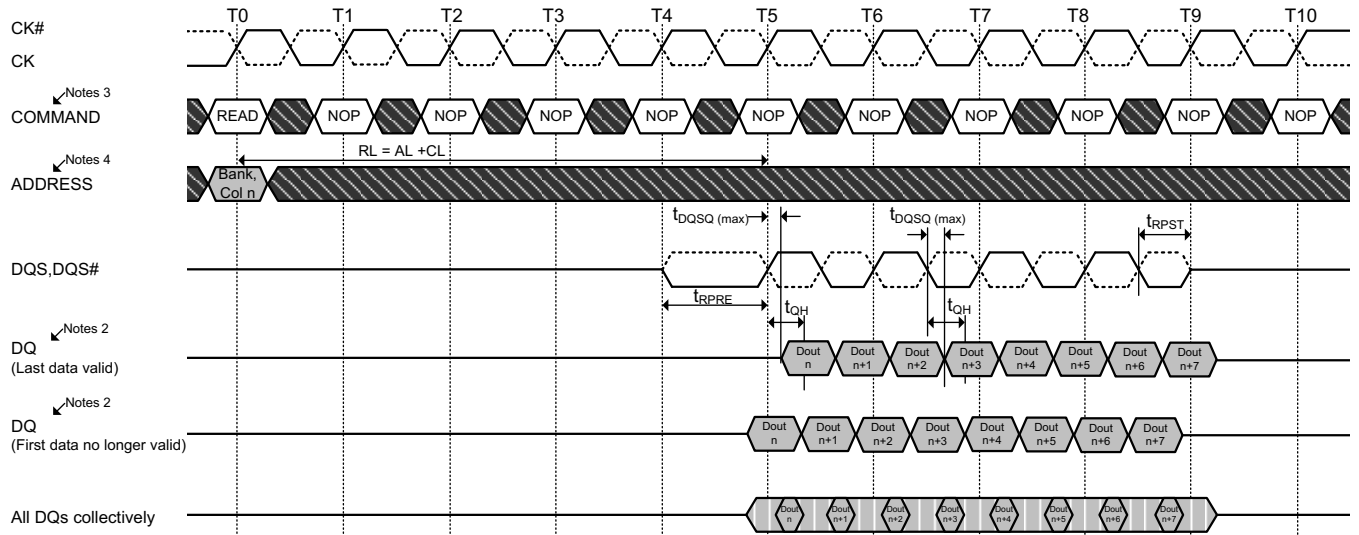 T0 T1 T2 T3 T4 T5 T6 T7 T8 T9 T10
CK#
CK
Notes 3
COMMAND
READ NOP NOP NOP NOP NOP NOP NOP NOP NOP NOP
RL = AL +CL
Notes 4
ADDRESS
Bank,
Col n
tDQSQ (max) tDQSQ (max) tRPST
DQS,DQS#
tRPRE tQH tQH
Notes 2
DQ
(Last data valid)
Dout Dout Dout Dout Dout Dout Dout Dout
n n+1 n+2 n+3 n+4 n+5 n+6 n+7
Notes 2
DQ
(First data no longer valid)
Dout Dout Dout Dout Dout Dout Dout Dout
n n+1 n+2 n+3 n+4 n+5 n+6 n+7
All DQs collectively
Dout Dout Dout Dout Dout Dout Dout Dout
n n+1 n+2 n+3 n+4 n+5 n+6 n+7